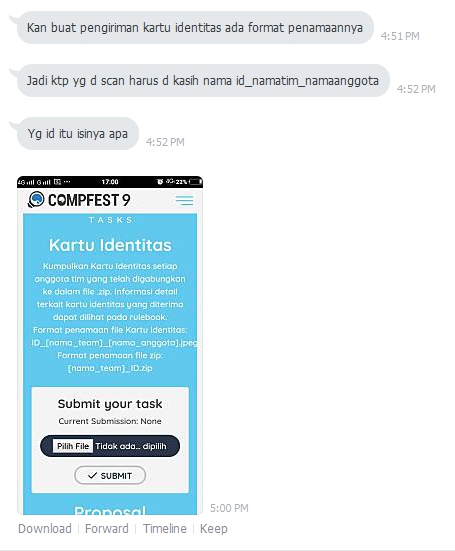 Kan buat pengiriman kartu identitas ada format penamaannya
4:51 PM
Jadi ktp yg d scan harus d kasih nama id_namatim_namaanggota
4:52 PM
Yg id itu isinya apa
4:52 PM
17:00
4G 23%
COMPFEST 9
TASKS
Kartu Identitas
Kumpulkan Kartu Identitas setiap
anggota tim yang telah digabungkan
ke dalam file .zip. Informasi detail
terkait kartu identitas yang diterima
dapat dilihat pada rulebook.
Format penamaan file Kartu Identitas:
ID_[nama_team]_[nama_anggota].jpeg
Format penamaan file zip:
[nama_team]_ID.zip
Submit your task
Current Submission: None
Pilih File Tidak ada... dipilih
SUBMIT
Proposal
5:00 PM
Download Forward Timeline Keep